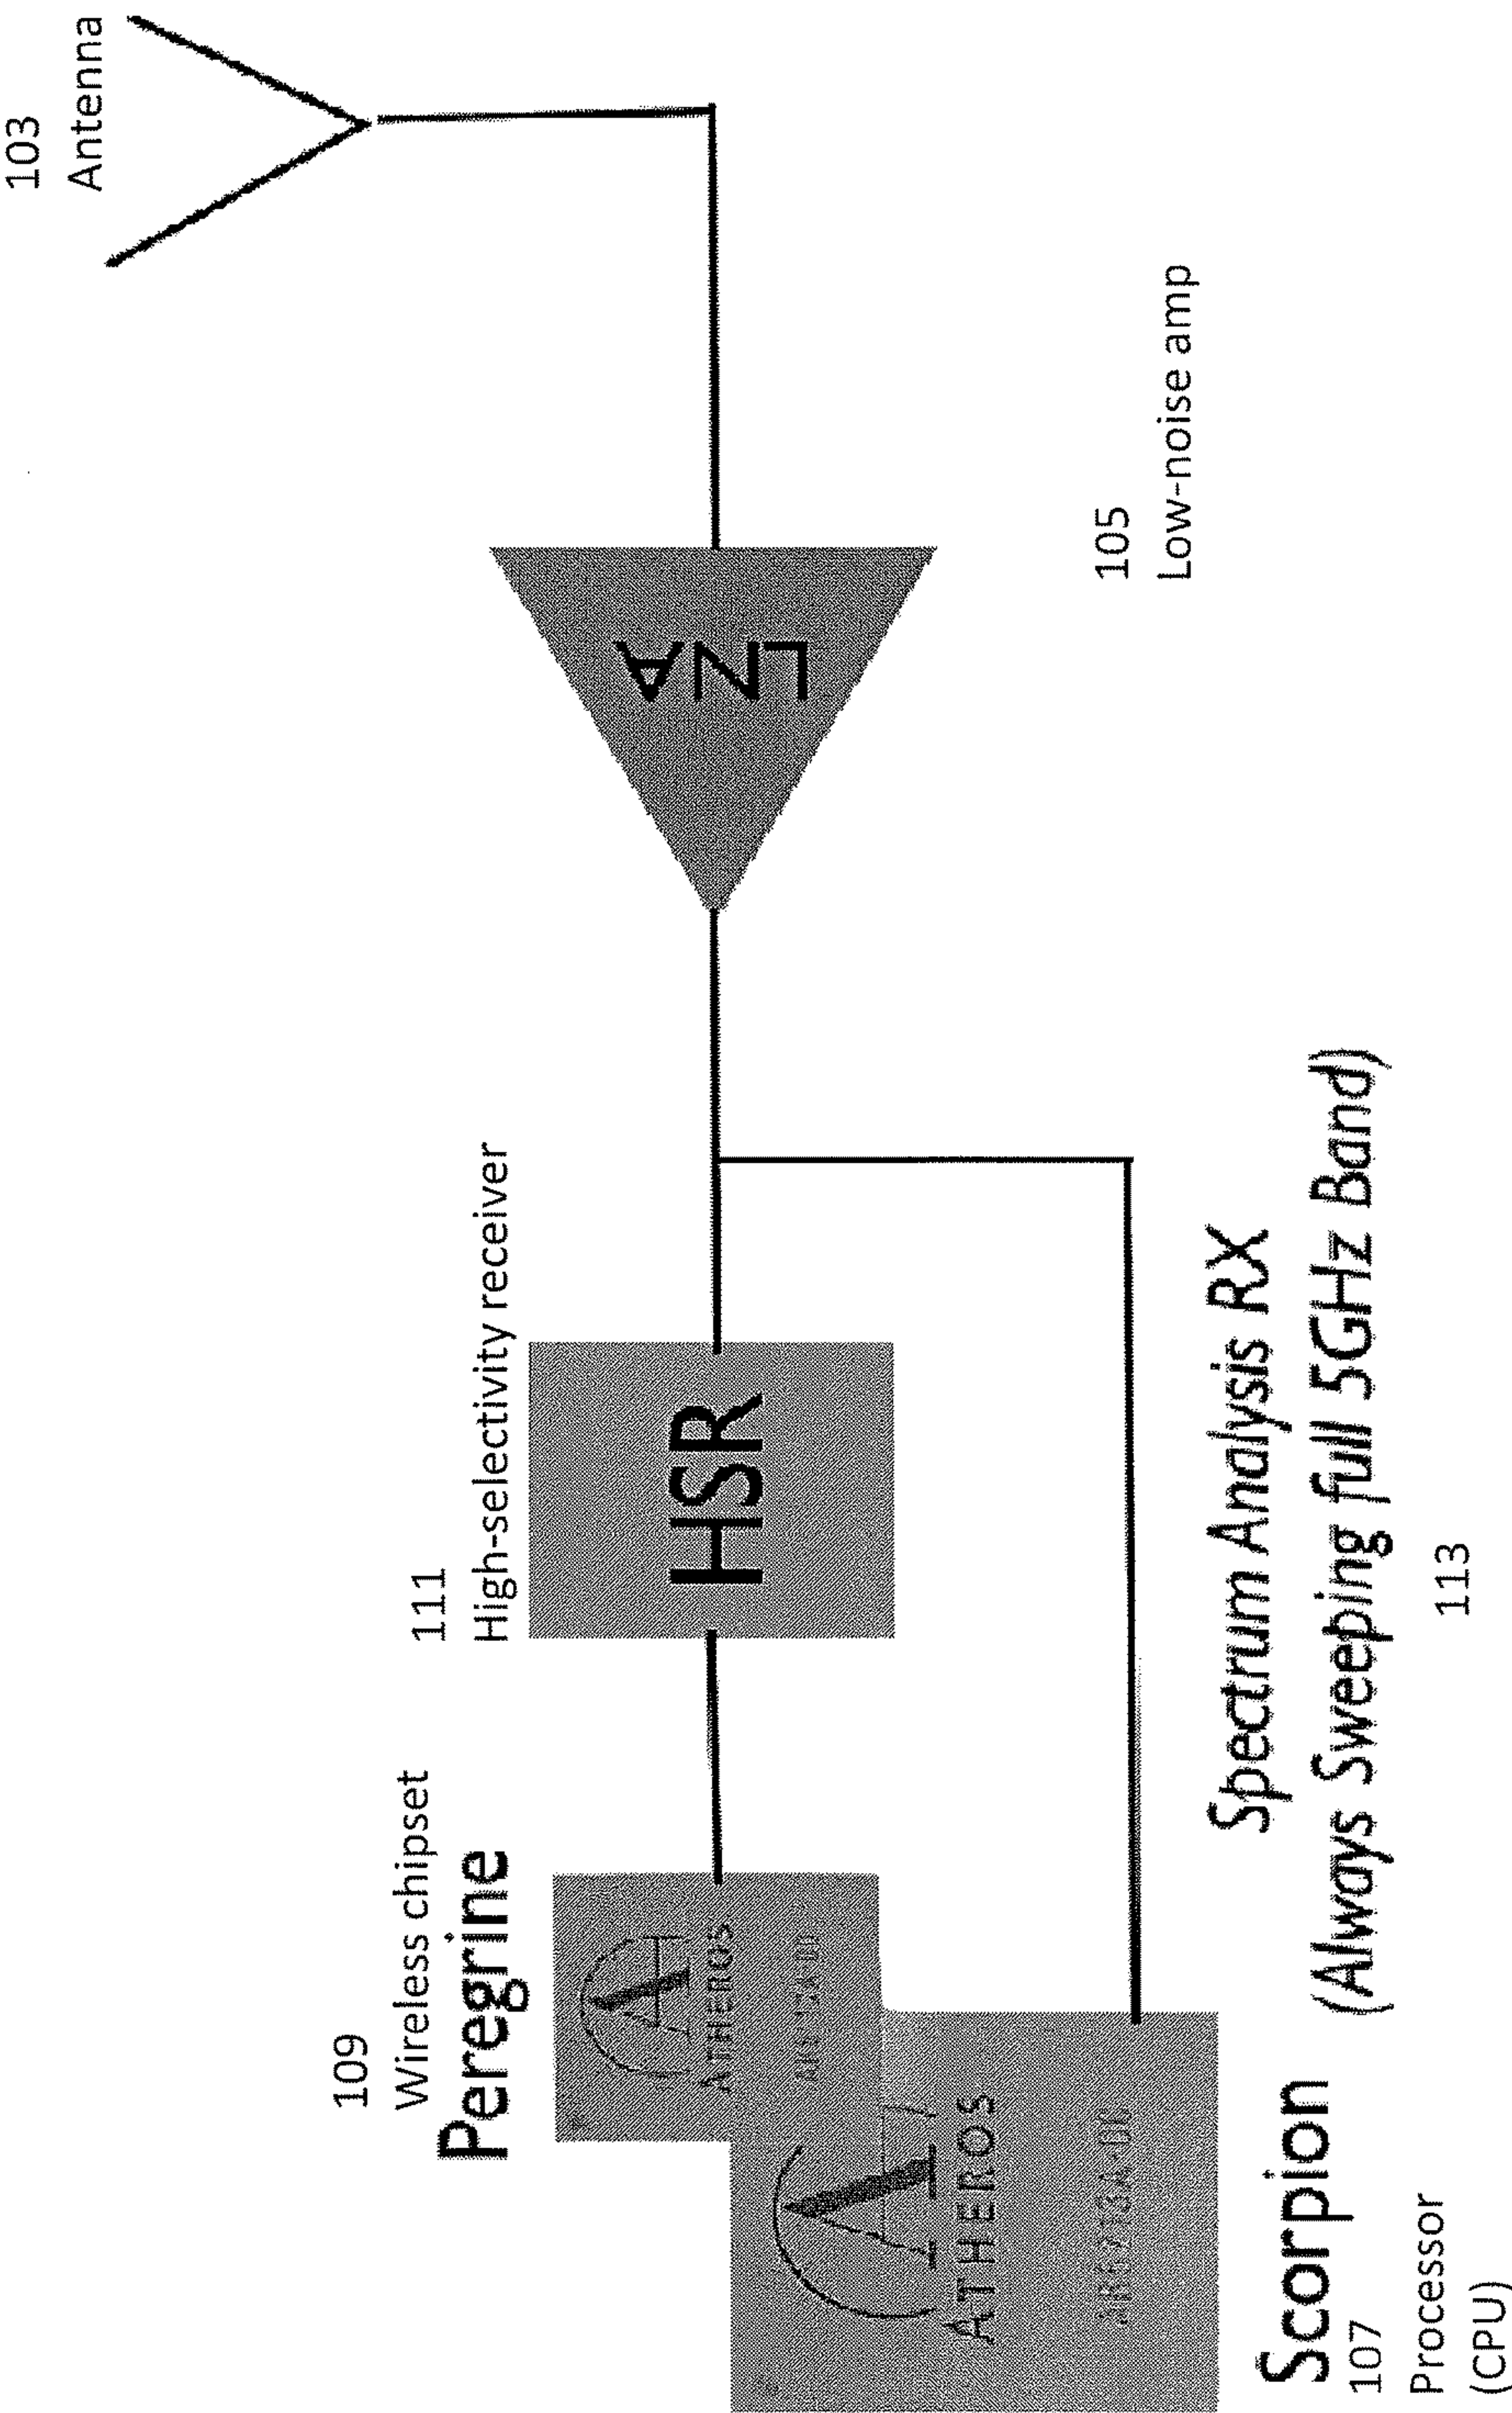 103
Antenna
109
Wireless chipset
Peregrine
111
High-selectivity receiver
ATHEROS
HSR
LNA
ATHEROS
105
Low-noise amp
Scorpion
107
Processor
(CPU)
Spectrum Analysis RX
(Always Sweeping full 5GHz Band)
113